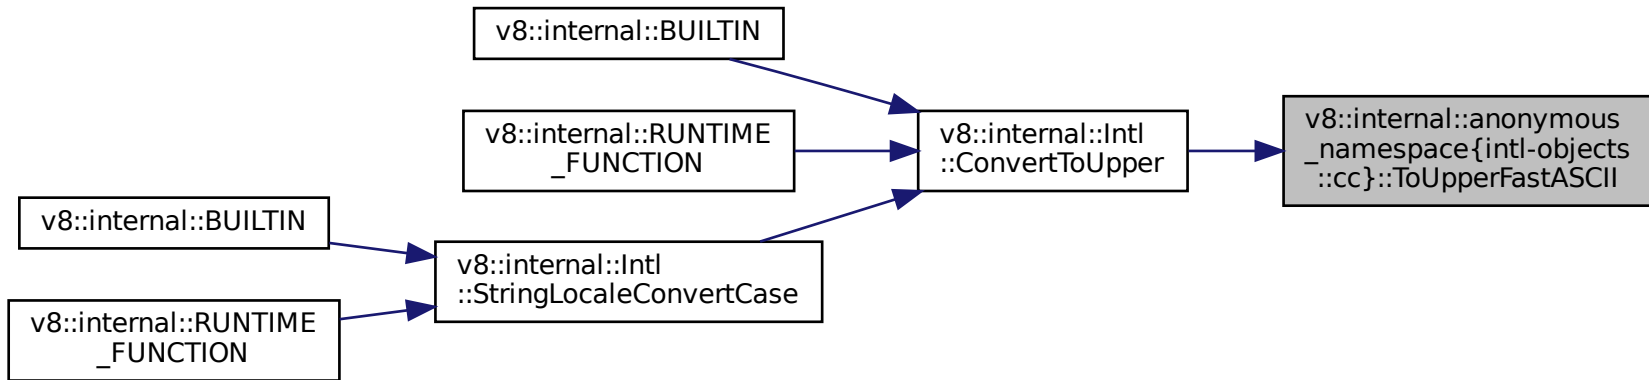 v8::internal::BUILTIN
v8::internal::RUNTIME
_FUNCTION
v8::internal::Intl
::ConvertToUpper
v8::internal::anonymous
_namespace{intl-objects
::cc}::ToUpperFastASCII
v8::internal::BUILTIN
v8::internal::Intl
::StringLocaleConvertCase
v8::internal::RUNTIME
_FUNCTION